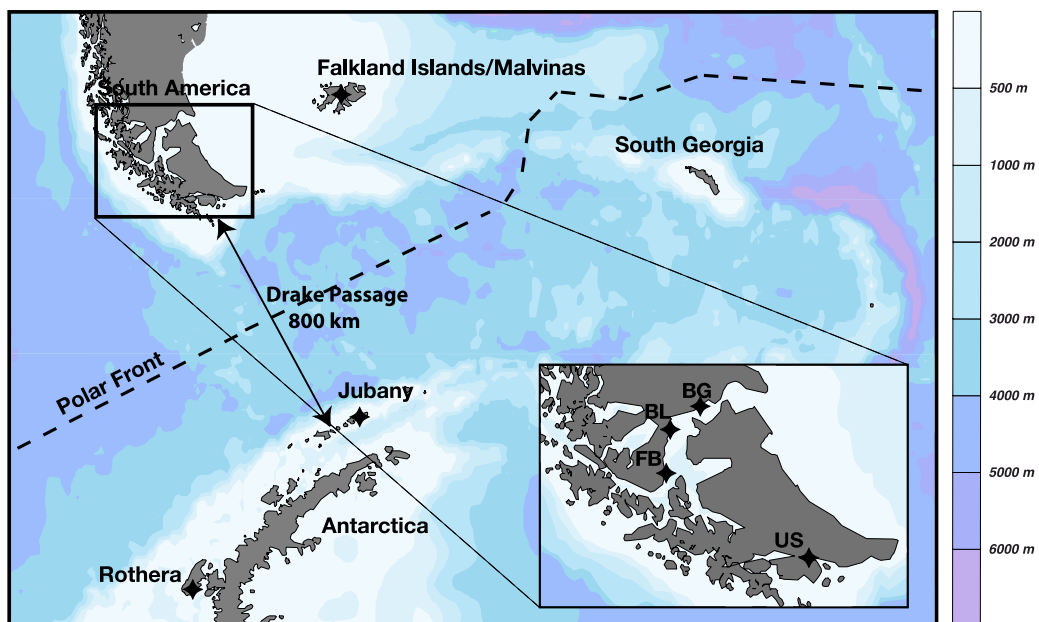 Falkland Islands/Malvinas
South America
South Georgia
Drake Passage
800 km
Polar Front
Jubany
Antarctica
Rothera
BG
BL
FB
US
500 m
1000 m
2000 m
3000 m
4000 m
5000 m
6000 m